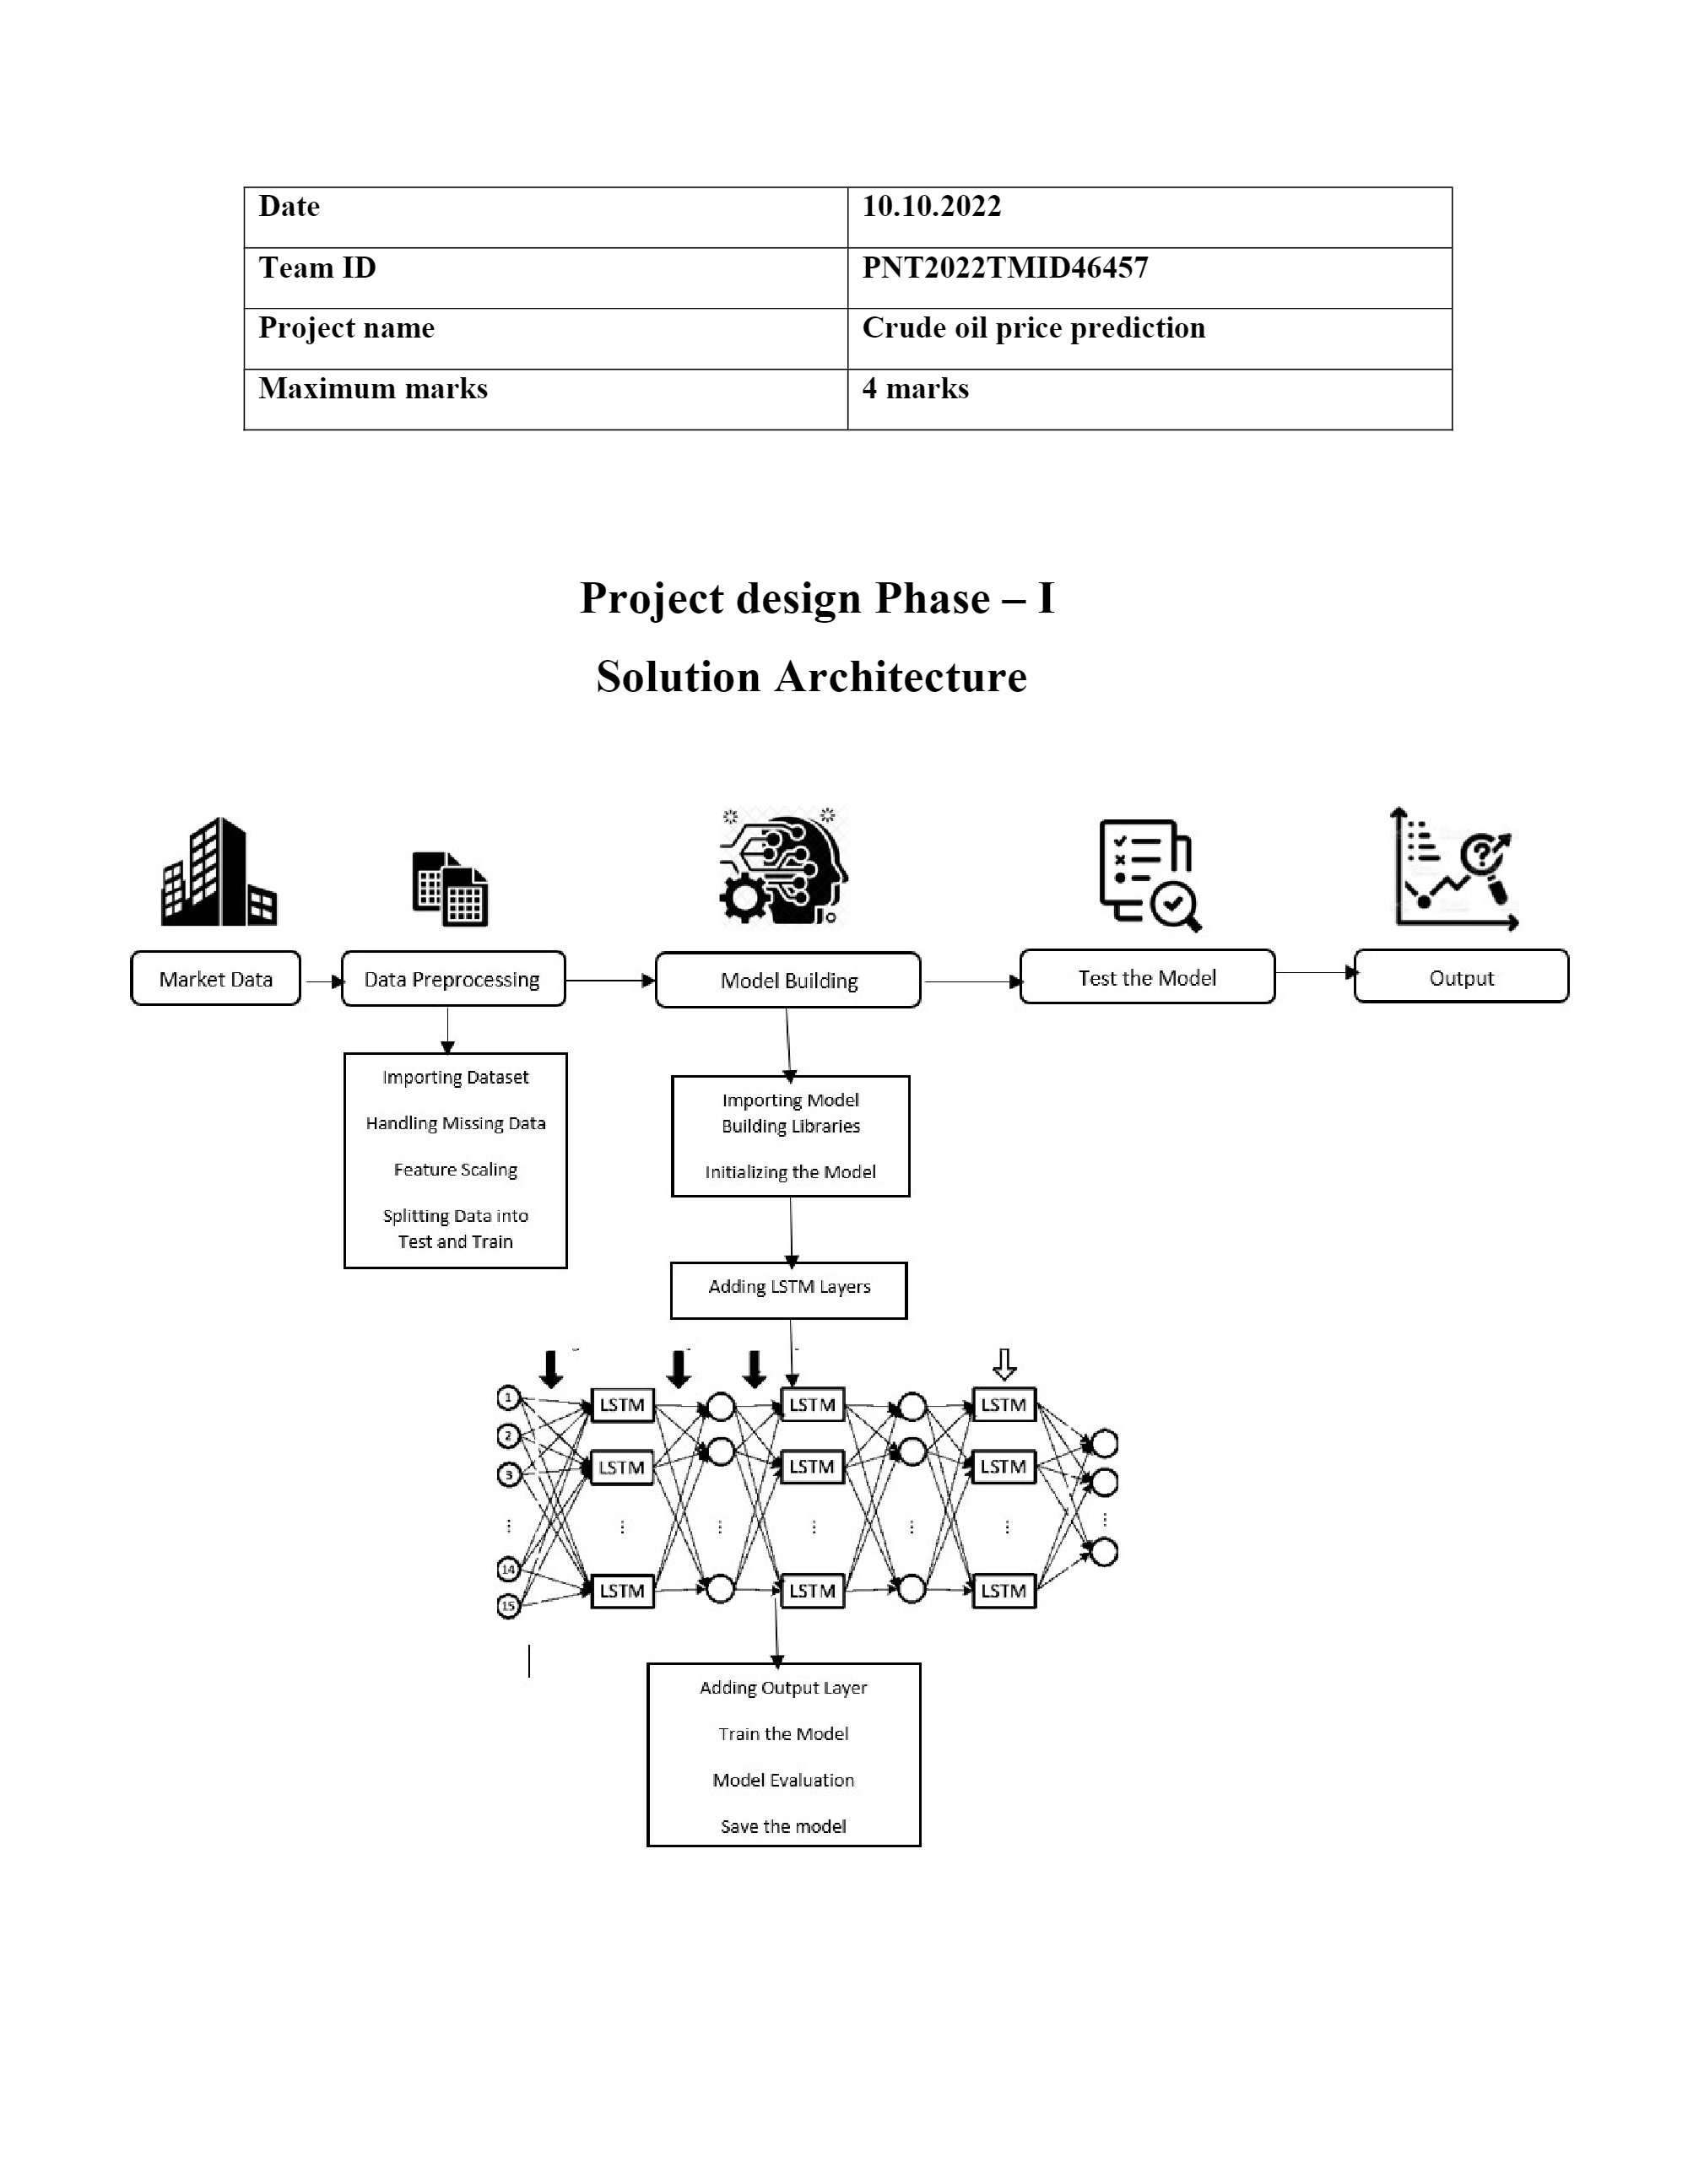 Date 10.10.2022
Team ID PNT2022TMID46457
Project name Crude oil price prediction
Maximum marks 4 marks
Project design Phase – I
Solution Architecture
Market Data
Data Preprocessing
Model Building
Test the Model
Output
Importing Dataset
Handling Missing Data
Feature Scaling
Splitting Data into
Test and Train
Importing Model
Building Libraries
Initializing the Model
Adding LSTM Layers
1 LSTM LSTM LSTM
2
3 LSTM LSTM LSTM
14
LSTM LSTM LSTM
15
Adding Output Layer
Train the Model
Model Evaluation
Save the model